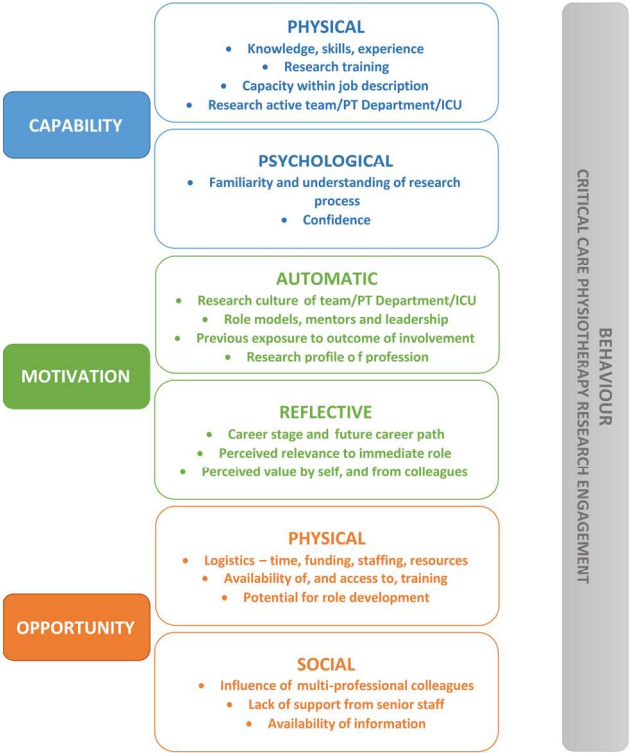 CAPABILITY
PHYSICAL
• Knowledge, skills, experience
• Research training
• Capacity within job description
• Research active team/PT Department/ICU
PSYCHOLOGICAL
• Familiarity and understanding of research
process
• Confidence
MOTIVATION
AUTOMATIC
• Research culture of team/PT Department/ICU
• Role models, mentors and leadership
• Previous exposure to outcome of involvement
• Research profile o f profession
REFLECTIVE
• Career stage and future career path
• Perceived relevance to immediate role
• Perceived value by self, and from colleagues
OPPORTUNITY
PHYSICAL
• Logistics – time, funding, staffing, resources
• Availability of, and access to, training
• Potential for role development
SOCIAL
• Influence of multi-professional colleagues
• Lack of support from senior staff
• Availability of information
BEHAVIOUR
CRITICAL CARE PHYSIOTHERAPY RESEARCH ENGAGEMENT